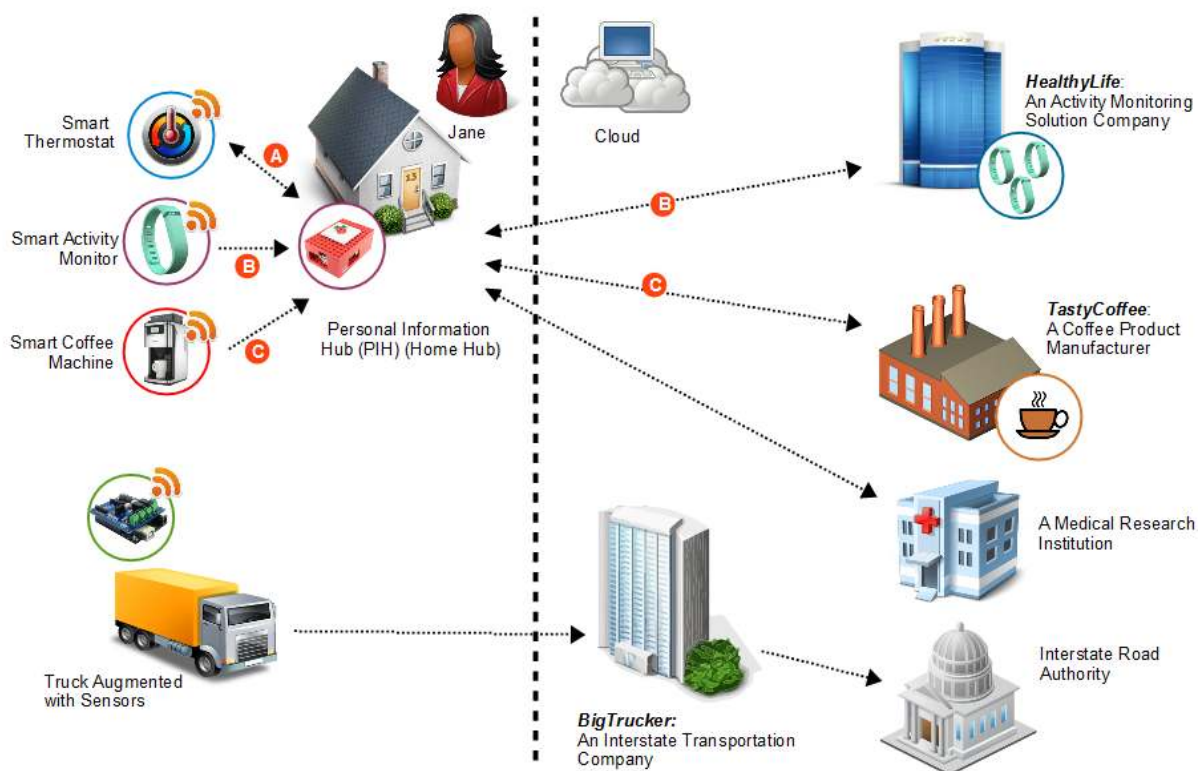 Jane
Cloud
HealthyLife:
An Activity Monitoring
Solution Company
Smart
Thermostat
A
13
B
Smart Activity
Monitor
B
C
TastyCoffee:
A Coffee Product
Manufacturer
Smart Coffee
Machine
C
Personal Information
Hub (PIH) (Home Hub)
A Medical Research
Institution
Truck Augmented
with Sensors
BigTrucker:
An Interstate Transportation
Company
Interstate Road
Authority